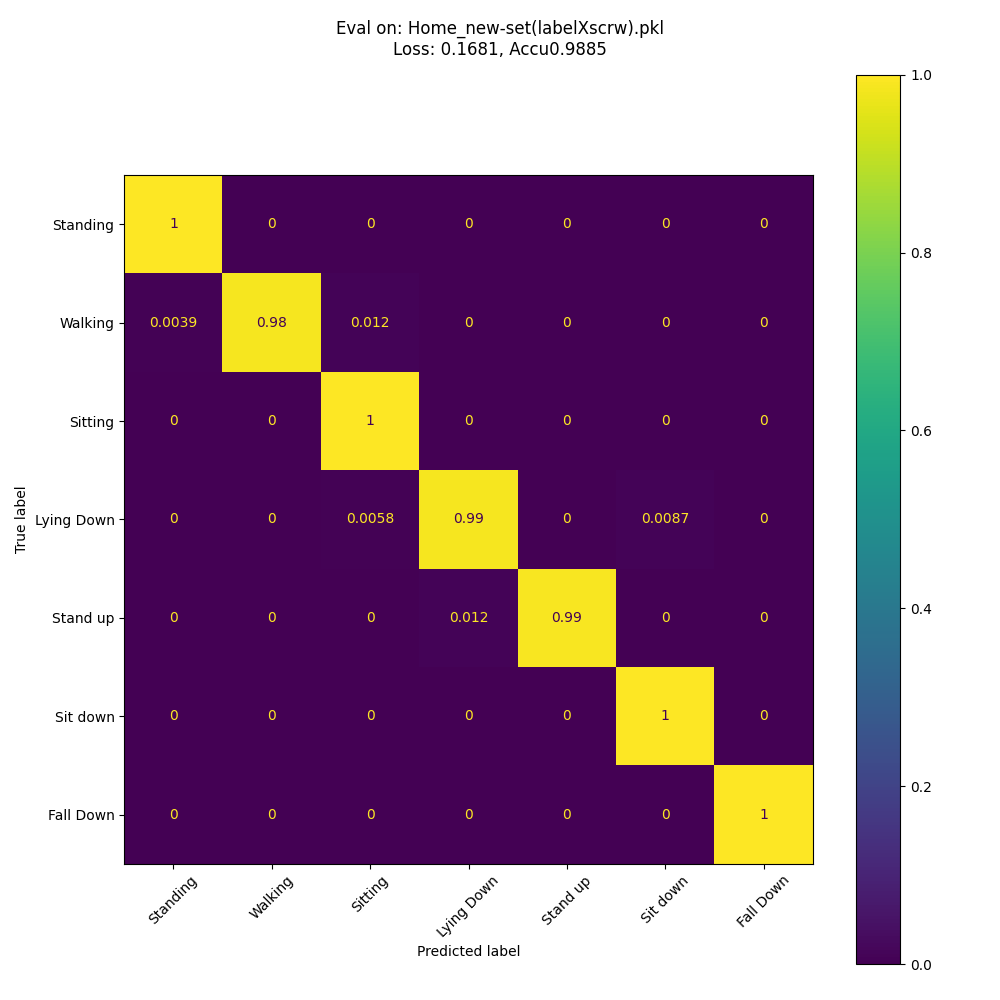 Eval on: Home_new-set(labelXscrw).pkl
Loss: 0.1681, Accu0.9885
1.0
0.8
0.6
0.4
0.2
0.0
True label
Standing 1 0 0 0 0 0 0
Walking 0.0039 0.98 0.012 0 0 0 0
Sitting 0 0 1 0 0 0 0
Lying Down 0 0 0.0058 0.99 0 0.0087 0
Stand up 0 0 0 0.012 0.99 0 0
Sit down 0 0 0 0 0 1 0
Fall Down 0 0 0 0 0 0 1
Standing Walking Sitting Lying Down Stand up Sit down Fall Down
Predicted label